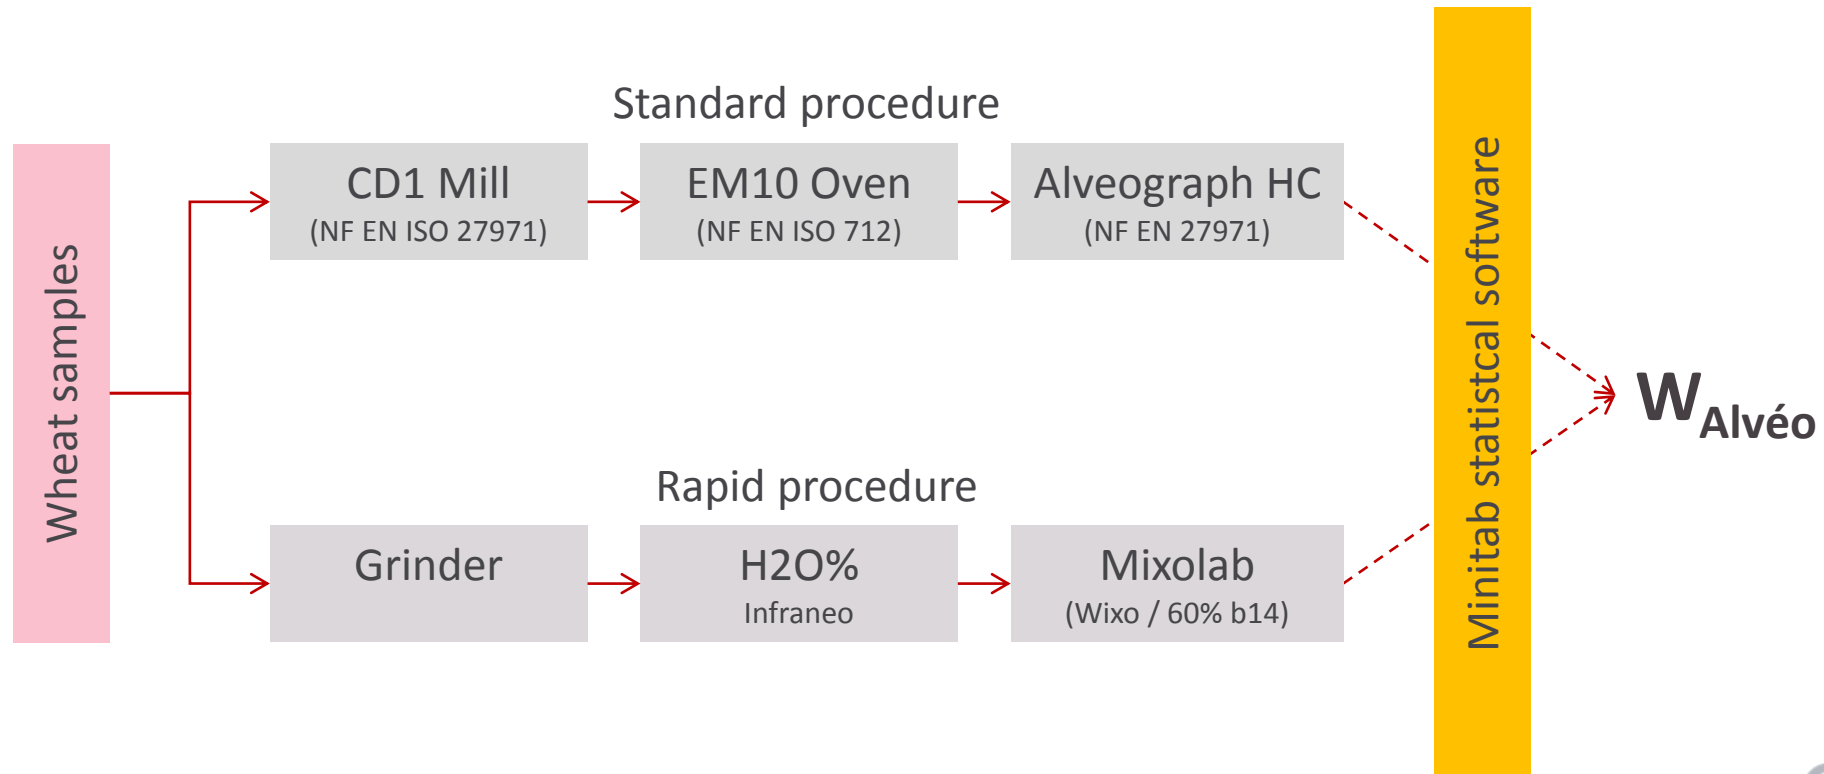 Wheat samples
Standard procedure
CD1 Mill
(NF EN ISO 27971)
EM10 Oven
(NF EN ISO 712)
Alveograph HC
(NF EN 27971)
Rapid procedure
Grinder
H2O%
Infraneo
Mixolab
(Wixo / 60% b14)
Minitab statistcal software
W Alvéo